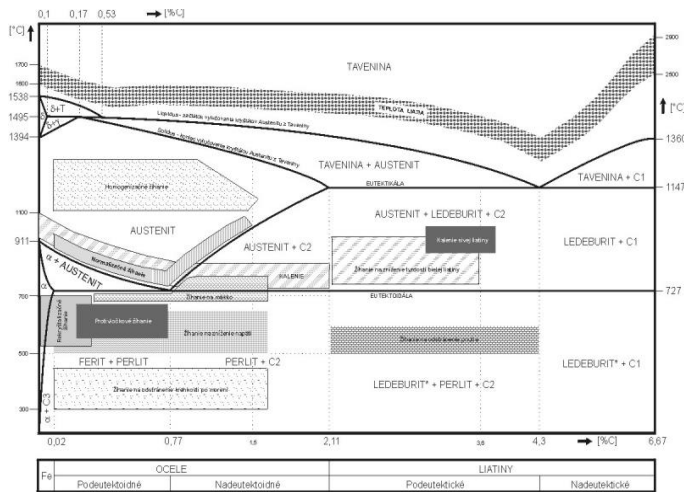 0,1 0,17 0,53 [%C]
[°C]
[°C]
TAVENINA
2800
2600
1700
1600
1538
1495
1394
δ+T
TEPLOTA LIATIA
Likvidus - začiatok vylučovania kryštálov Austenitu z Taveniny
Solidus - koniec vylučovania kryštálov Austenitu z Taveniny
TAVENINA + AUSTENIT
TAVENINA + C1
1360
EUTEKTIKÁLA
1147
Homogenizačné žíhanie
1100
AUSTENIT
AUSTENIT + LEDEBURIT + C2
Kalenie sivej liatiny
911
AUSTENIT + C2
LEDEBURIT + C1
Normalizačné žíhanie
α + AUSTENIT
KALENIE
Žíhanie na zníženie tvrdosti bielej liatiny
α
Žíhanie na mäkko
EUTEKTOIDÁLA
727
700
Rekryštalizačné žíhanie
Protivločkové žíhanie
Žíhanie na zníženie napätí
Žíhanie na odstránenie pnutia
500
FERIT + PERLIT
PERLIT + C2
LEDEBURIT* + C1
Žíhanie na odstránenie krehkosti po morení
LEDEBURIT* + PERLIT + C2
300
α + C3
0,02 0,77 1,5 2,11 3,6 4,3 [%C] 6,67
Fe
OCELE LIATINY
Podeutektoidné Nadeutektoidné Podeutektické Nadeutektické